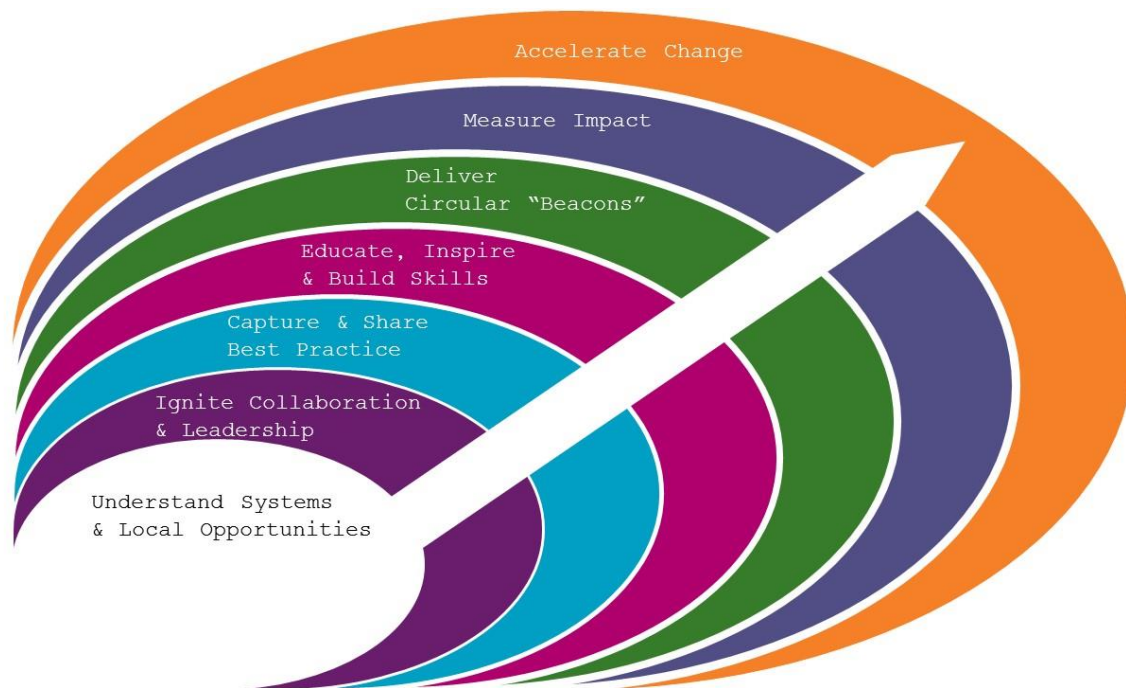 Accelerate Change
Measure Impact
Deliver
Circular “Beacons”
Educate, Inspire
& Build Skills
Capture & Share
Best Practice
Ignite Collaboration
& Leadership
Understand Systems
& Local Opportunities